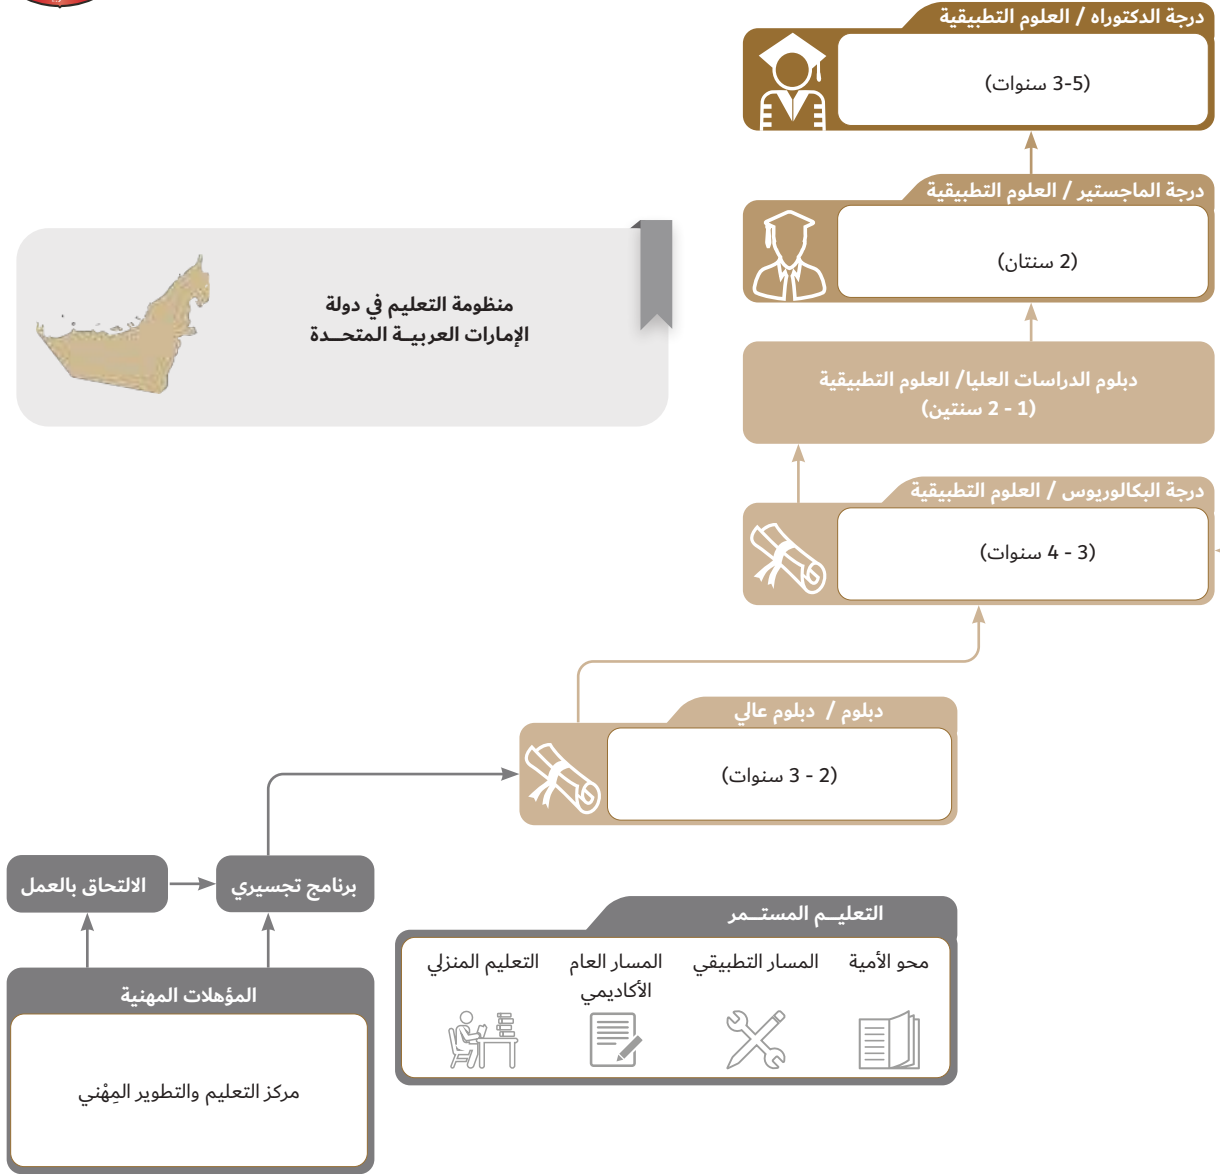 درجة الدكتوراه / العلوم التطبيقية
(3-5 سنوات)
درجة الماجستير / العلوم التطبيقية
(2 سنتان)
منظومة التعليم في دولة
الإمارات العربيــة المتحــدة
دبلوم الدراسات العليا/ العلوم التطبيقية
(1 - 2 سنتين)
درجة البكالوريوس / العلوم التطبيقية
(3 - 4 سنوات)
دبلوم / دبلوم عالي
(2 - 3 سنوات)
برنامج تجسيري
الالتحاق بالعمل
التعليــم المستــمر
محو الأمية
المسار التطبيقي
المسار العام
الأكاديمي
التعليم المنزلي
المؤهلات المهنية
مركز التعليم والتطوير المِهْني